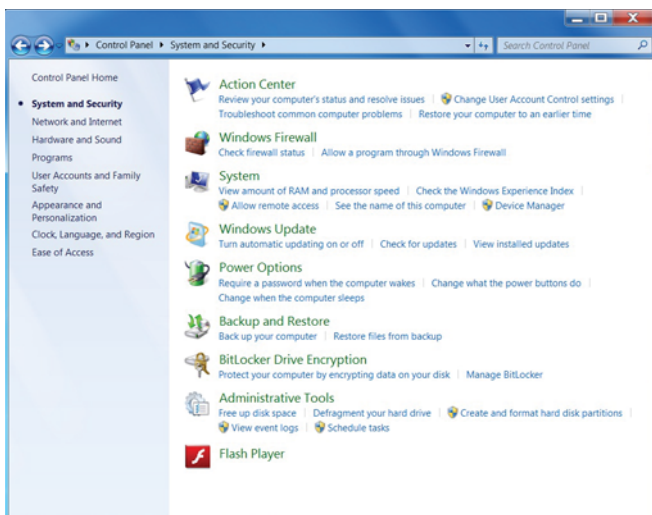 Control Panel ▸ System and Security ▸
Search Control Panel
Control Panel Home
System and Security
Network and Internet
Hardware and Sound
Programs
User Accounts and Family
Safety
Appearance and
Personalization
Clock, Language, and Region
Ease of Access
Action Center
Review your computer's status and resolve issues | Change User Account Control settings |
Troubleshoot common computer problems | Restore your computer to an earlier time
Windows Firewall
Check firewall status | Allow a program through Windows Firewall
System
View amount of RAM and processor speed | Check the Windows Experience Index |
Allow remote access | See the name of this computer | Device Manager
Windows Update
Turn automatic updating on or off | Check for updates | View installed updates
Power Options
Require a password when the computer wakes | Change what the power buttons do |
Change when the computer sleeps
Backup and Restore
Back up your computer | Restore files from backup
BitLocker Drive Encryption
Protect your computer by encrypting data on your disk | Manage BitLocker
Administrative Tools
Free up disk space | Defragment your hard drive | Create and format hard disk partitions |
View event logs | Schedule tasks
Flash Player